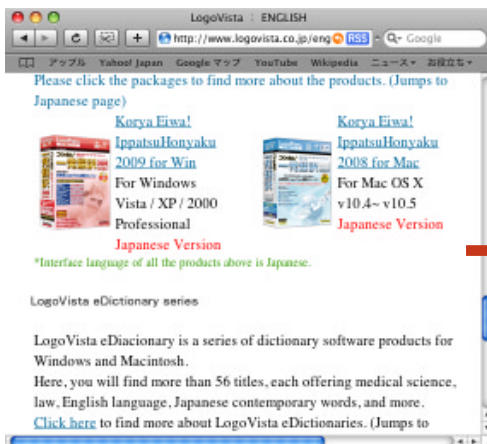 LogoVista : ENGLISH
http://www.logovista.co.jp/eng RSS Google
アップル Yahoo! Japan Google マップ YouTube Wikipedia ニュース お役立ち
Please click the packages to find more about the products. (Jumps to
Japanese page)
Korya Eiwa!
IppatsuHonyaku
2009 for Win
For Windows
Vista / XP / 2000
Professional
Japanese Version
Korya Eiwa!
IppatsuHonyaku
2008 for Mac
For Mac OS X
v10.4~ v10.5
Japanese Version
*Interface language of all the products above is Japanese.
LogoVista eDictionary series
LogoVista eDiacionary is a series of dictionary software products for
Windows and Macintosh.
Here, you will find more than 56 titles, each offering medical science,
law, English language, Japanese contemporary words, and more.
Click here to find more about LogoVista eDictionaries. (Jumps to